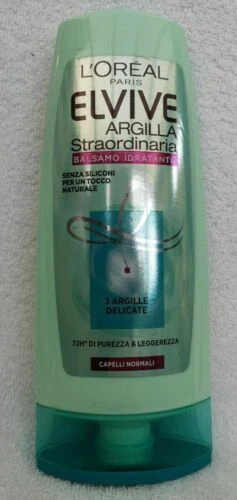 L'ORÉAL
PARIS
ELVIVE
ARGILLA
Straordinaria
BALSAMO IDRATANTE
SENZA SILICONI
PER UN TOCCO
NATURALE
3 ARGILLE
DELICATE
72H* DI PUREZZA & LEGGEREZZA
CAPELLI NORMALI